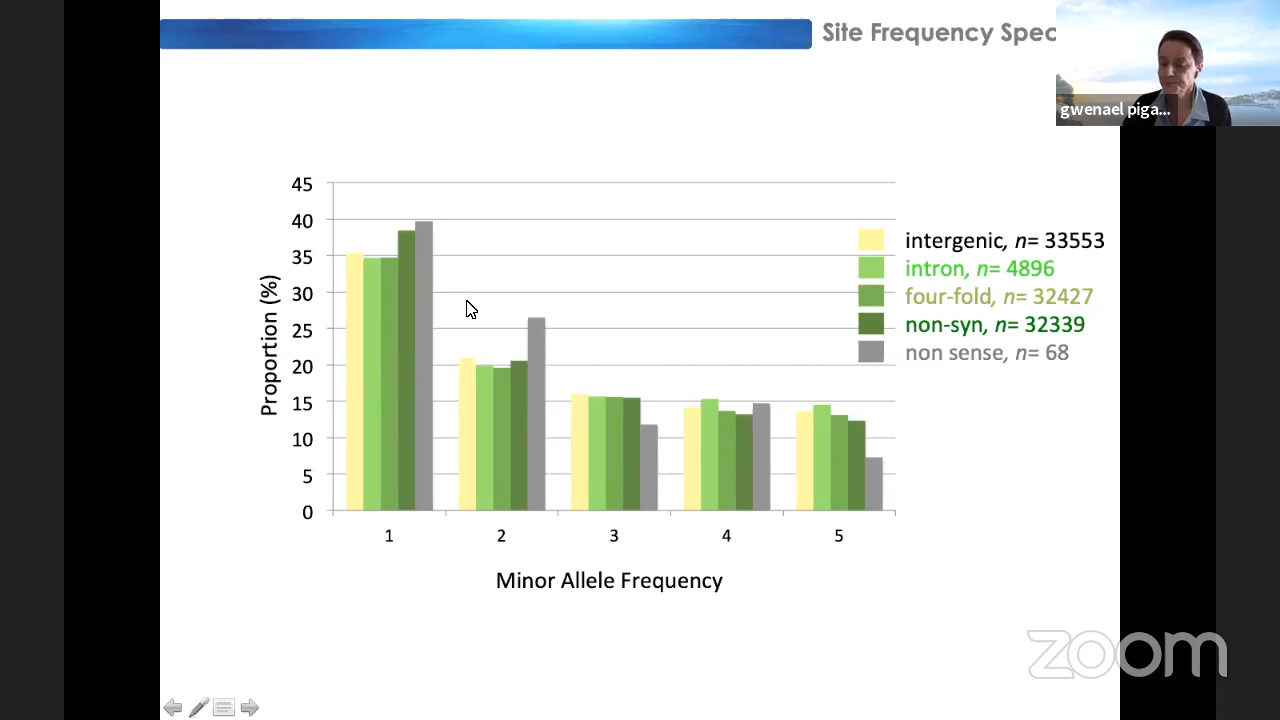 Site Frequency Spec
gwenael piga...
45
40
35
30
25
20
15
10
5
0
Proportion (%)
intergenic, n= 33553
intron, n= 4896
four-fold, n= 32427
non-syn, n= 32339
non sense, n= 68
1 2 3 4 5
Minor Allele Frequency
zoom